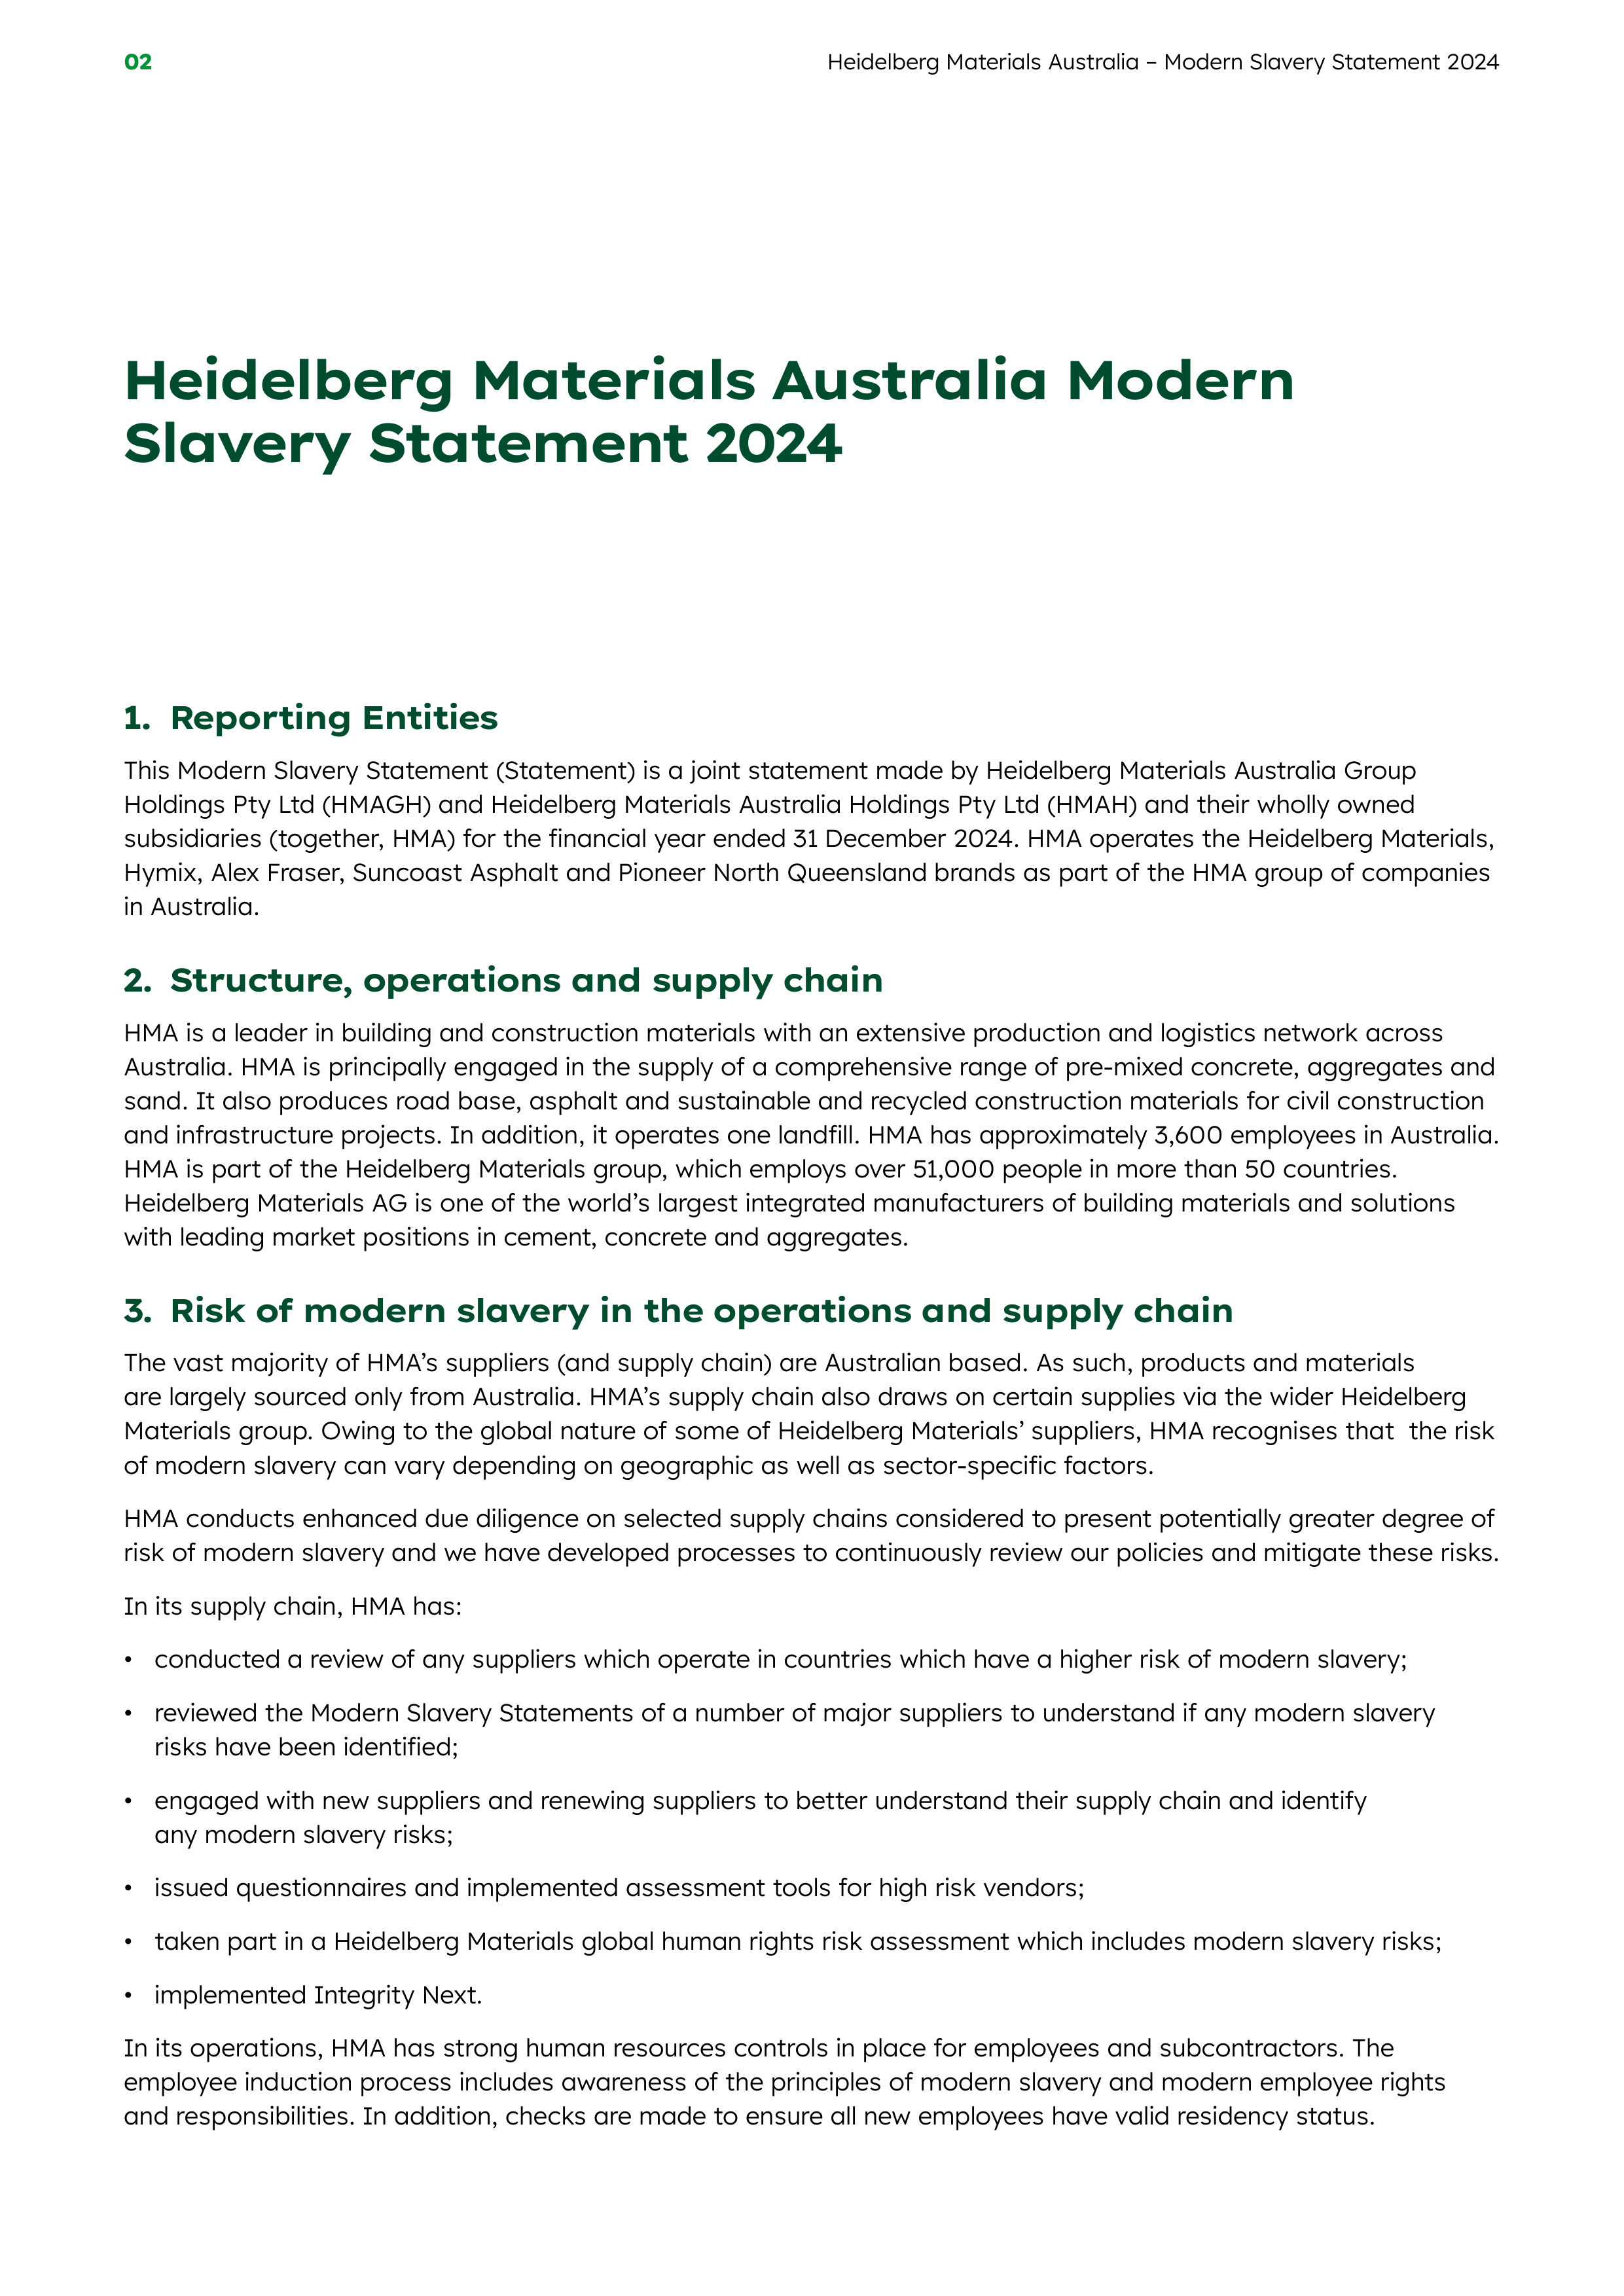 02
Heidelberg Materials Australia – Modern Slavery Statement 2024
Heidelberg Materials Australia Modern
Slavery Statement 2024
1. Reporting Entities
This Modern Slavery Statement (Statement) is a joint statement made by Heidelberg Materials Australia Group
Holdings Pty Ltd (HMAGH) and Heidelberg Materials Australia Holdings Pty Ltd (HMAH) and their wholly owned
subsidiaries (together, HMA) for the financial year ended 31 December 2024. HMA operates the Heidelberg Materials,
Hymix, Alex Fraser, Suncoast Asphalt and Pioneer North Queensland brands as part of the HMA group of companies
in Australia.
2. Structure, operations and supply chain
HMA is a leader in building and construction materials with an extensive production and logistics network across
Australia. HMA is principally engaged in the supply of a comprehensive range of pre-mixed concrete, aggregates and
sand. It also produces road base, asphalt and sustainable and recycled construction materials for civil construction
and infrastructure projects. In addition, it operates one landfill. HMA has approximately 3,600 employees in Australia.
HMA is part of the Heidelberg Materials group, which employs over 51,000 people in more than 50 countries.
Heidelberg Materials AG is one of the world’s largest integrated manufacturers of building materials and solutions
with leading market positions in cement, concrete and aggregates.
3. Risk of modern slavery in the operations and supply chain
The vast majority of HMA’s suppliers (and supply chain) are Australian based. As such, products and materials
are largely sourced only from Australia. HMA’s supply chain also draws on certain supplies via the wider Heidelberg
Materials group. Owing to the global nature of some of Heidelberg Materials’ suppliers, HMA recognises that the risk
of modern slavery can vary depending on geographic as well as sector-specific factors.
HMA conducts enhanced due diligence on selected supply chains considered to present potentially greater degree of
risk of modern slavery and we have developed processes to continuously review our policies and mitigate these risks.
In its supply chain, HMA has:
• conducted a review of any suppliers which operate in countries which have a higher risk of modern slavery;
• reviewed the Modern Slavery Statements of a number of major suppliers to understand if any modern slavery
risks have been identified;
• engaged with new suppliers and renewing suppliers to better understand their supply chain and identify
any modern slavery risks;
• issued questionnaires and implemented assessment tools for high risk vendors;
• taken part in a Heidelberg Materials global human rights risk assessment which includes modern slavery risks;
• implemented Integrity Next.
In its operations, HMA has strong human resources controls in place for employees and subcontractors. The
employee induction process includes awareness of the principles of modern slavery and modern employee rights
and responsibilities. In addition, checks are made to ensure all new employees have valid residency status.